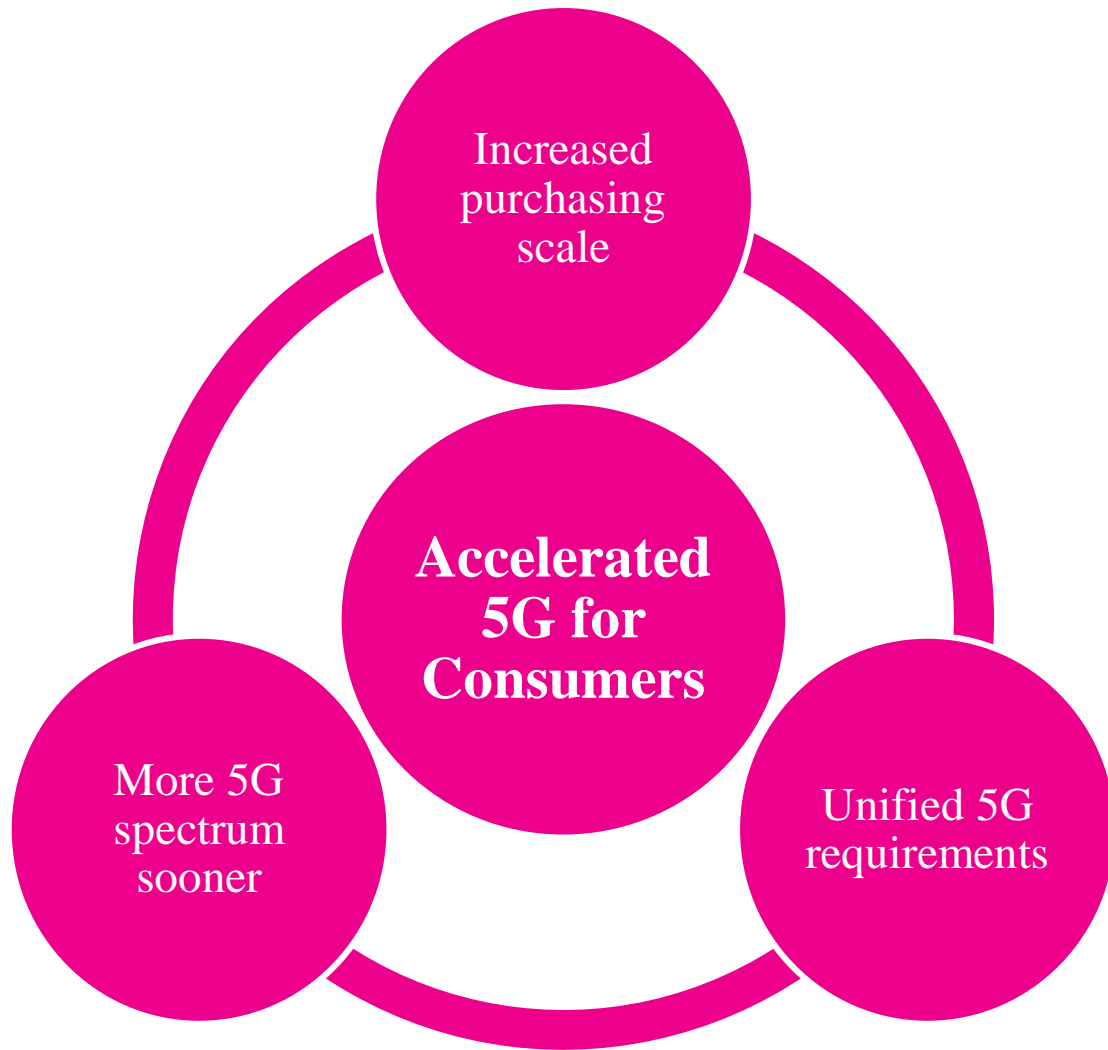 Increased
purchasing
scale
Accelerated
5G for
Consumers
More 5G
spectrum
sooner
Unified 5G
requirements